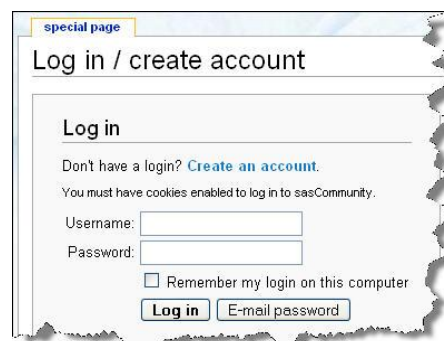 special page
Log in / create account
Log in
Don't have a login? Create an account.
You must have cookies enabled to log in to sasCommunity.
Username:
Password:
Remember my login on this computer
Log in E-mail password